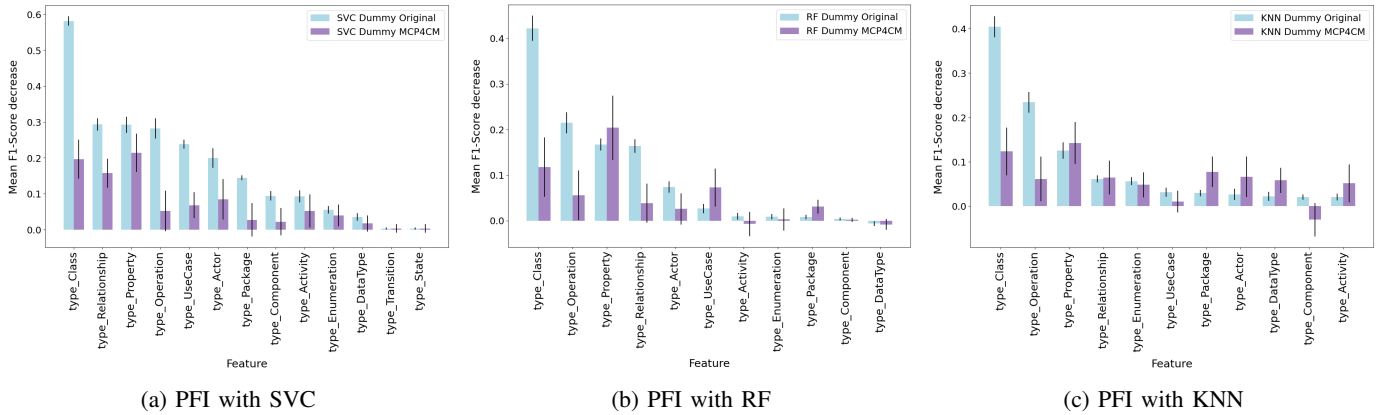 SVC Dummy Original
SVC Dummy MCP4CM
Mean F1-Score decrease
0.6
0.5
0.4
0.3
0.2
0.1
0.0
type_Class
type_Relationship
type_Property
type_Operation
type_UseCase
type_Actor
type_Package
type_Component
type_Activity
type_Enumeration
type_DataType
type_Transition
type_State
Feature
(a) PFI with SVC
RF Dummy Original
RF Dummy MCP4CM
Mean F1-Score decrease
0.4
0.3
0.2
0.1
0.0
type_Class
type_Operation
type_Property
type_Relationship
type_Actor
type_UseCase
type_Activity
type_Enumeration
type_Package
type_Component
type_DataType
Feature
(b) PFI with RF
KNN Dummy Original
KNN Dummy MCP4CM
Mean F1-Score decrease
0.4
0.3
0.2
0.1
0.0
type_Class
type_Operation
type_Property
type_Relationship
type_Enumeration
type_UseCase
type_Package
type_Actor
type_DataType
type_Component
type_Activity
Feature
(c) PFI with KNN